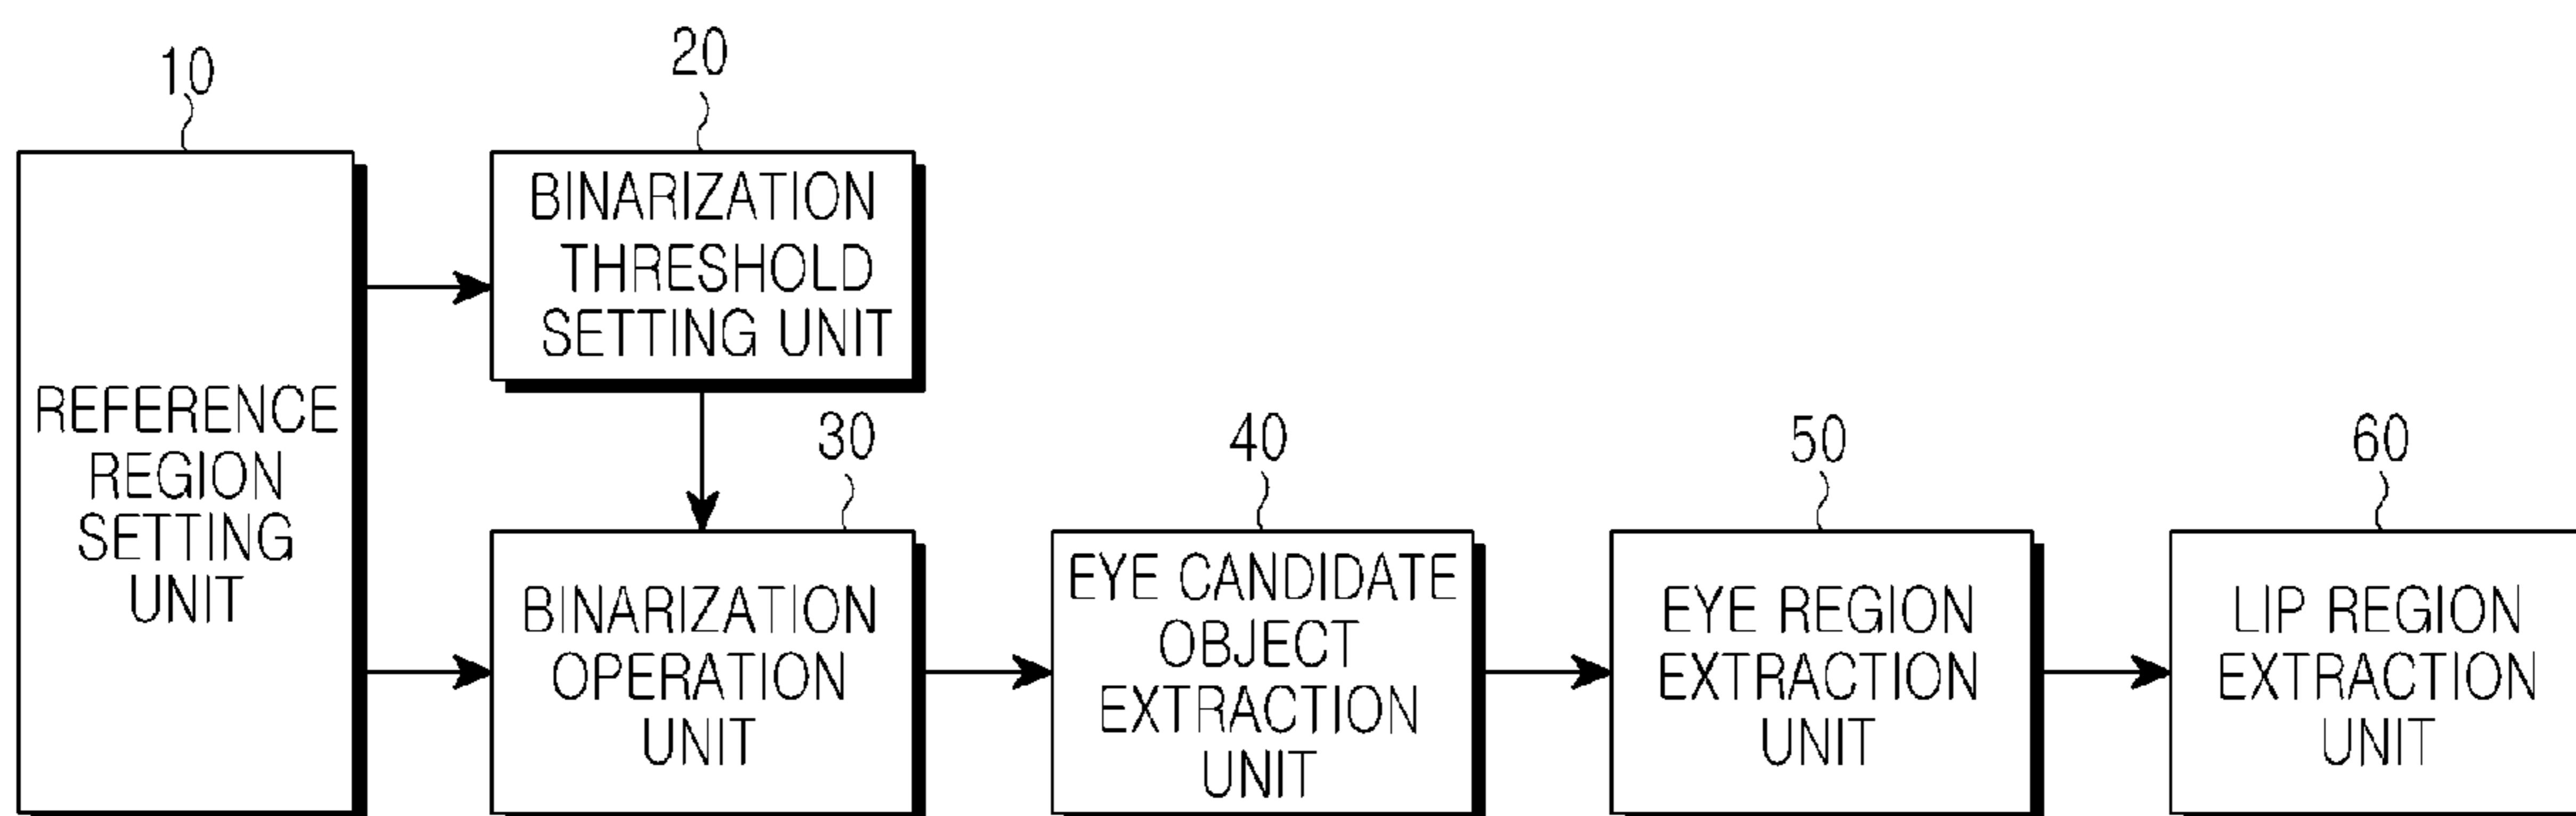 10
REFERENCE
REGION
SETTING
UNIT
20
BINARIZATION
THRESHOLD
SETTING UNIT
30
BINARIZATION
OPERATION
UNIT
40
EYE CANDIDATE
OBJECT
EXTRACTION
UNIT
50
EYE REGION
EXTRACTION
UNIT
60
LIP REGION
EXTRACTION
UNIT